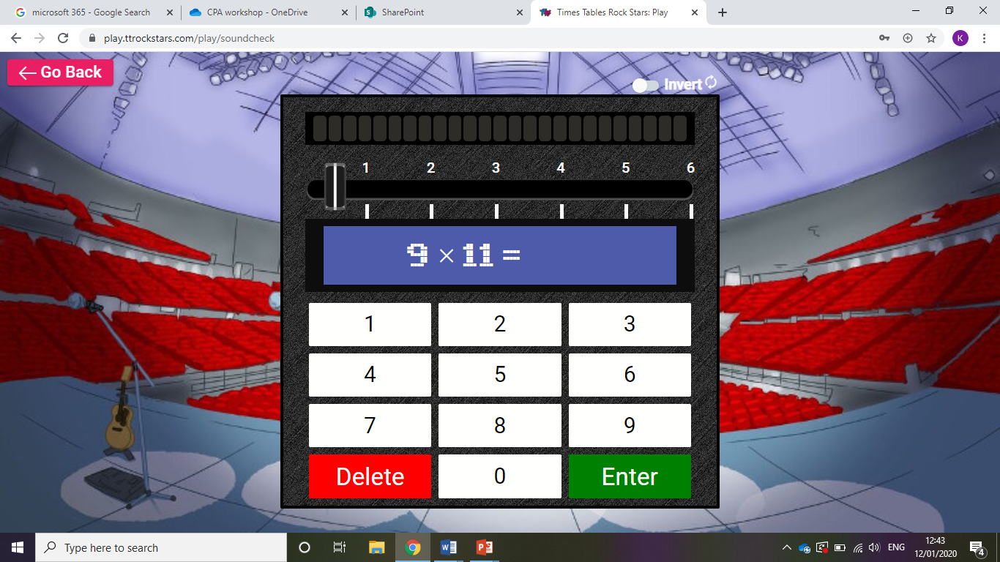 microsoft 365 - Google Search
CPA workshop - OneDrive
SharePoint
Times Tables Rock Stars: Play
play.ttrockstars.com/play/soundcheck
K
Go Back
Invert
1 2 3 4 5 6
9 × 11 =
1 2 3
4 5 6
7 8 9
Delete 0 Enter
Type here to search
ENG
12:43
12/01/2020
4